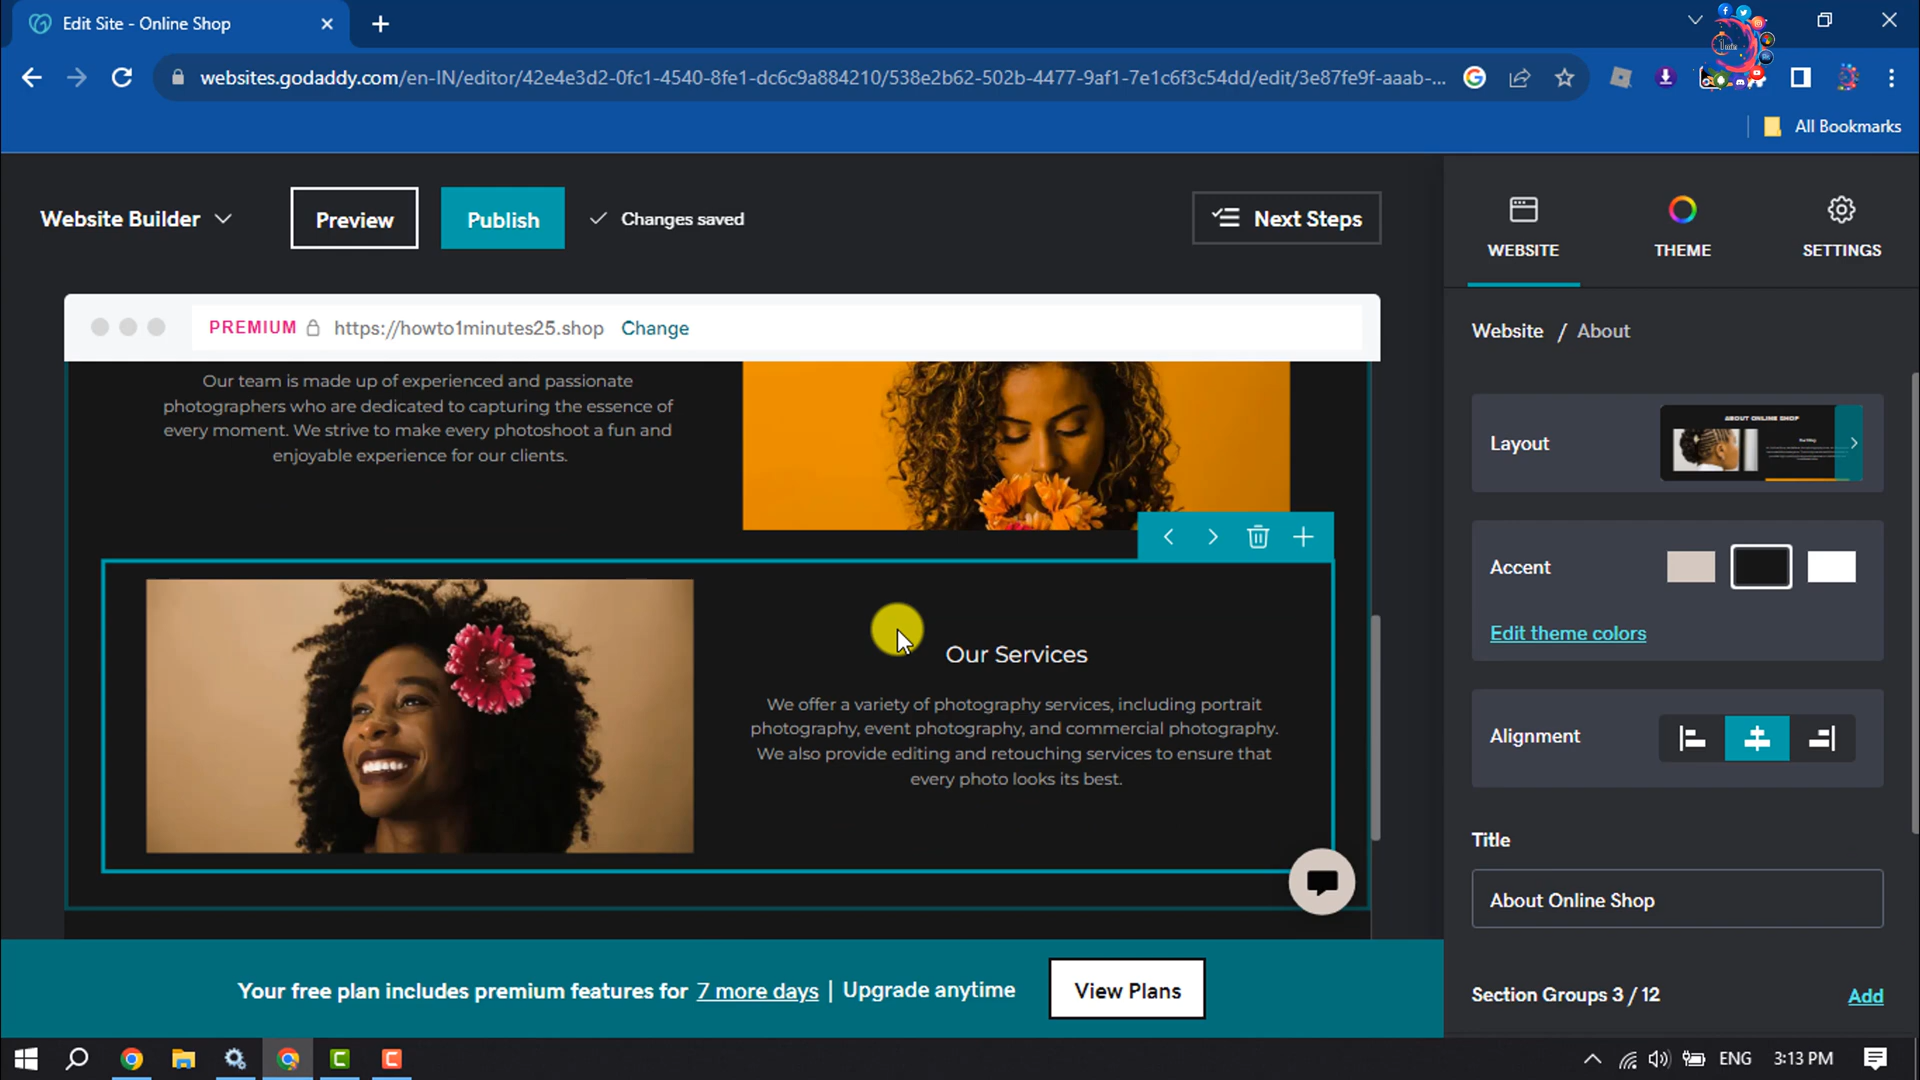 Edit Site - Online Shop
websites.godaddy.com/en-IN/editor/42e4e3d2-0fc1-4540-8fe1-dc6c9a884210/538e2b62-502b-4477-9af1-7e1c6f3c54dd/edit/3e87fe9f-aaab-...
All Bookmarks
Website Builder
Preview
Publish
Changes saved
Next Steps
WEBSITE
THEME
SETTINGS
PREMIUM https://howto1minutes25.shop Change
Website / About
Our team is made up of experienced and passionate
photographers who are dedicated to capturing the essence of
every moment. We strive to make every photoshoot a fun and
enjoyable experience for our clients.
Layout
ABOUT ONLINE SHOP
Accent
Edit theme colors
Our Services
We offer a variety of photography services, including portrait
photography, event photography, and commercial photography.
We also provide editing and retouching services to ensure that
every photo looks its best.
Alignment
Title
About Online Shop
Section Groups 3 / 12
Add
Your free plan includes premium features for 7 more days | Upgrade anytime
View Plans
ENG
3:13 PM